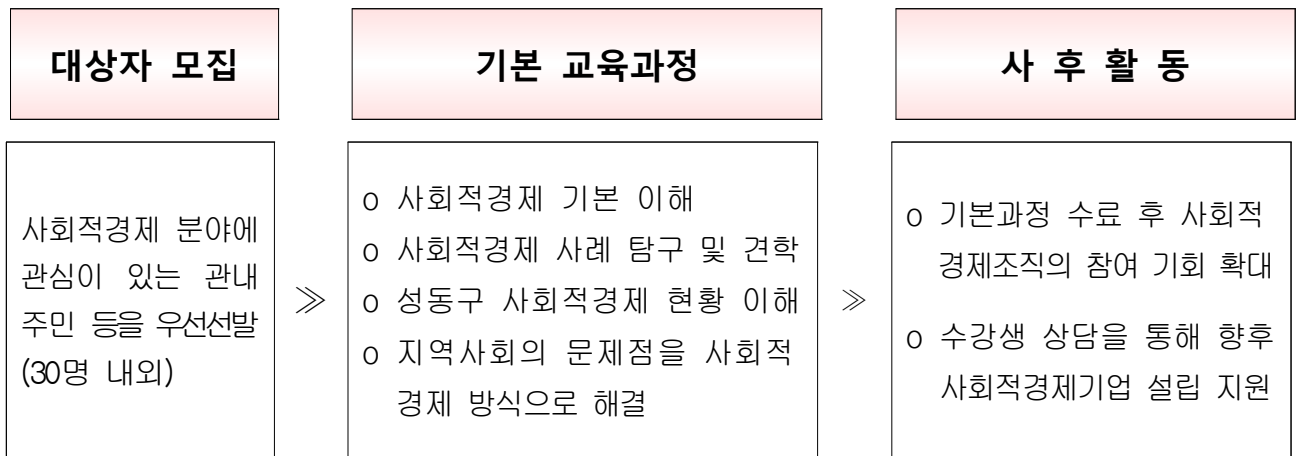 대상자 모집
기본 교육과정
사 후 활 동
사회적경제 분야에
관심이 있는 관내
주민 등을 우선선발
(30명 내외)
≫
o 사회적경제 기본 이해
o 사회적경제 사례 탐구 및 견학
o 성동구 사회적경제 현황 이해
o 지역사회의 문제점을 사회적
경제 방식으로 해결
≫
o 기본과정 수료 후 사회적
경제조직의 참여 기회 확대
o 수강생 상담을 통해 향후
사회적경제기업 설립 지원